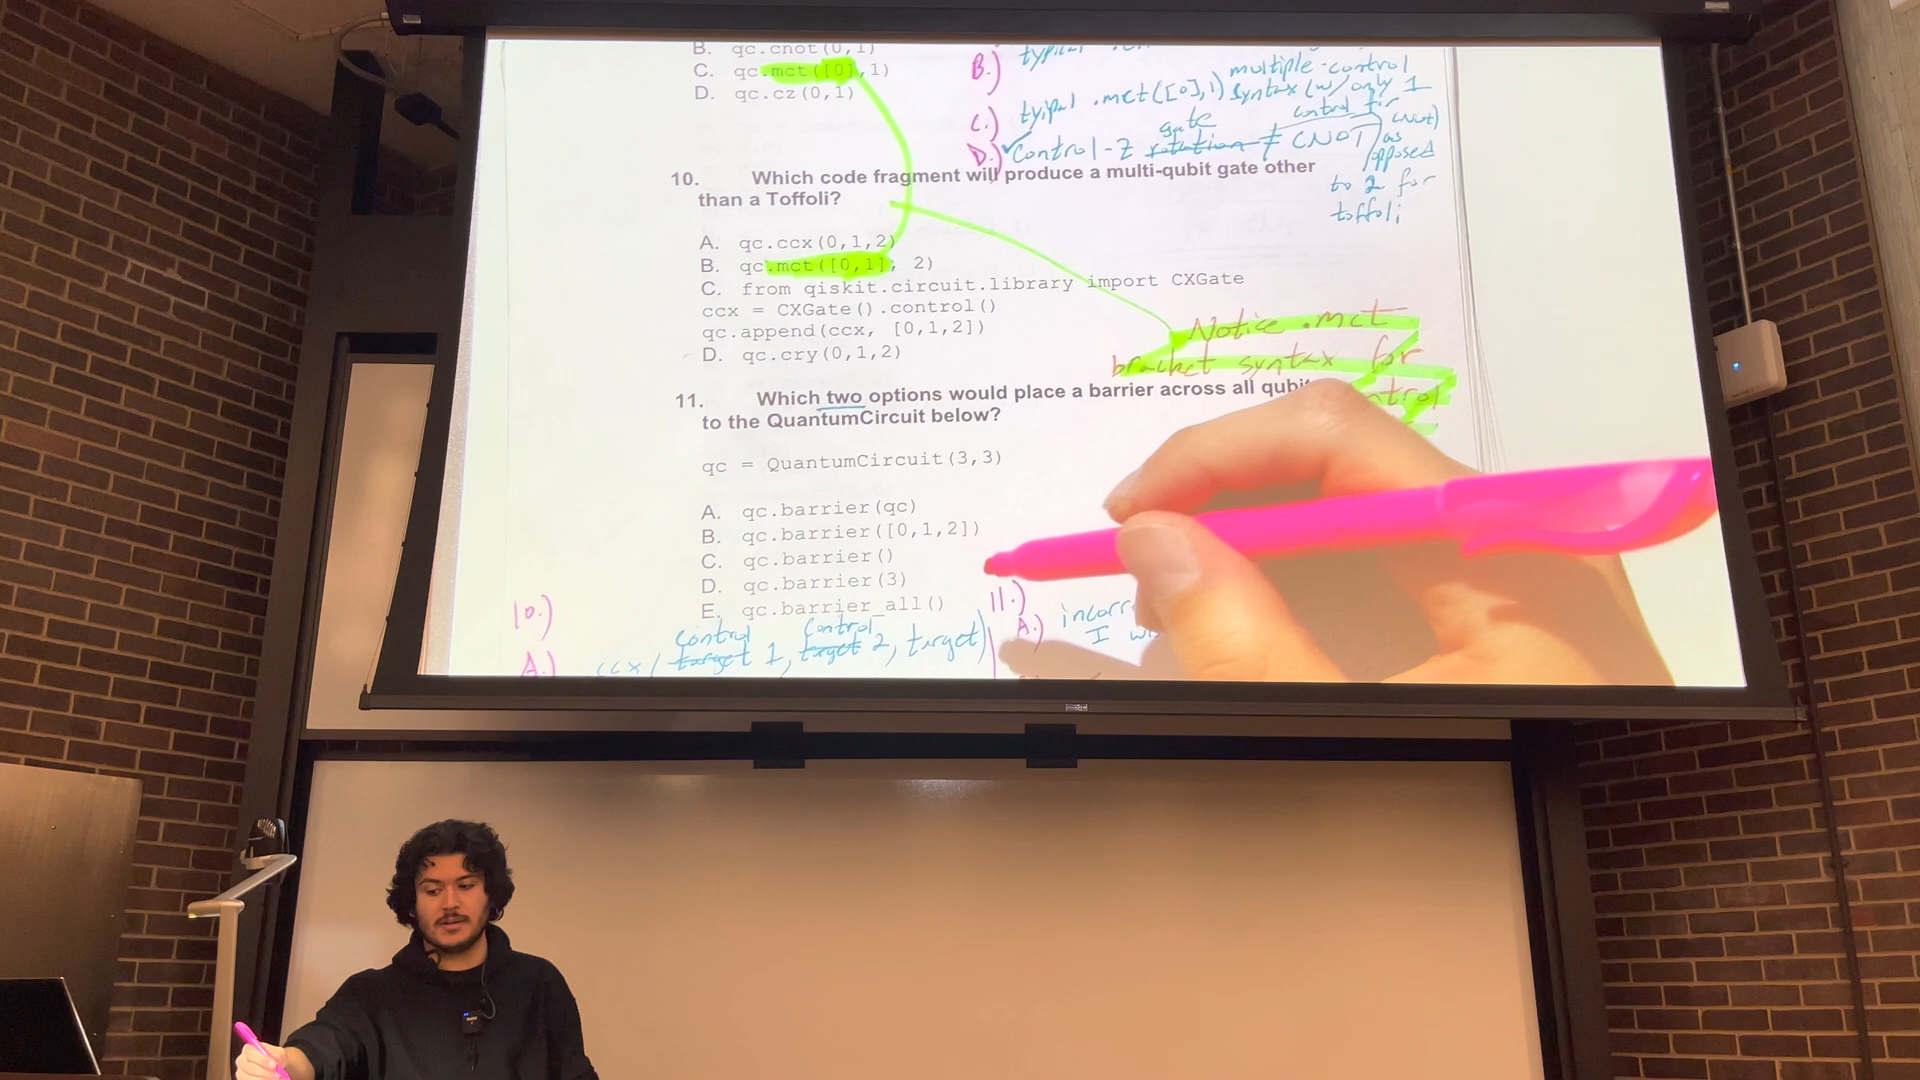 B. qc.cnot(0,1)
C. qc.mct([0],1)
D. qc.cz(0,1)
B.) typical
C.) typal .mct([0],1) multiple-control syntax (w/ only 1 control for CNOT) as opposed to 2 for toffoli
D.) Control-Z rotation gate ≠ CNOT
10. Which code fragment will produce a multi-qubit gate other
than a Toffoli?
A. qc.ccx(0,1,2)
B. qc.mct([0,1], 2)
C. from qiskit.circuit.library import CXGate
ccx = CXGate().control()
qc.append(ccx, [0,1,2])
D. qc.cry(0,1,2)
Notice .mct
bracket syntax for
11. Which two options would place a barrier across all
to the QuantumCircuit below?
qc = QuantumCircuit(3,3)
A. qc.barrier(qc)
B. qc.barrier([0,1,2])
C. qc.barrier()
D. qc.barrier(3)
E. qc.barrier_all()
10.)
A.) ccx( target control 1, target control 2, target)
11.)
A.)
I